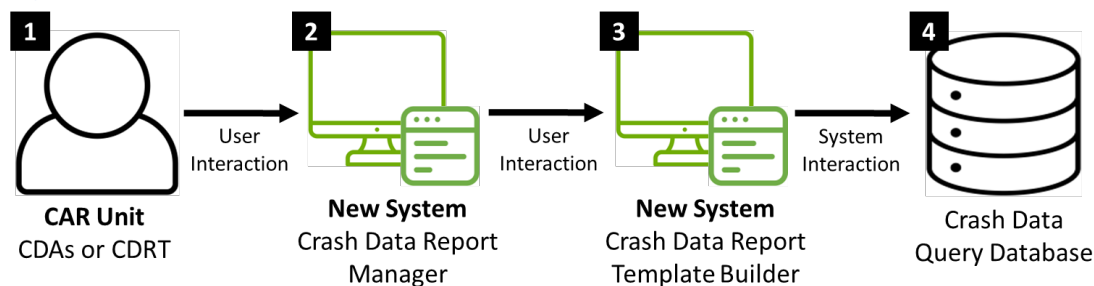 1
2
3
4
User
Interaction
User
Interaction
System
Interaction
CAR Unit
CDAs or CDRT
New System
Crash Data Report
Manager
New System
Crash Data Report
Template Builder
Crash Data
Query Database